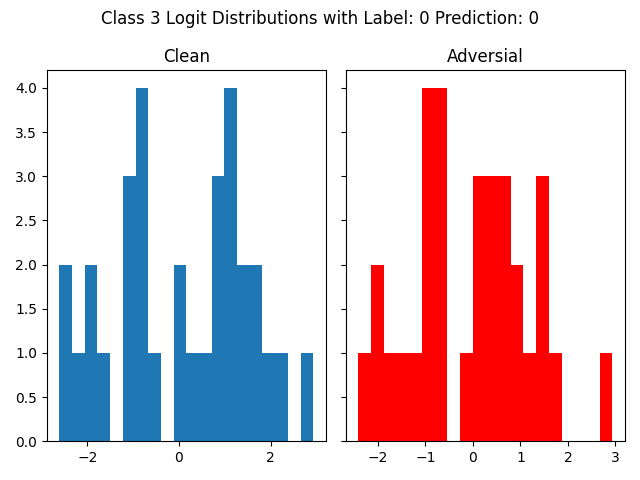 Class 3 Logit Distributions with Label: 0 Prediction: 0
Clean
Adversial
4.0
3.5
3.0
2.5
2.0
1.5
1.0
0.5
0.0
−2 0 2
−2 −1 0 1 2 3